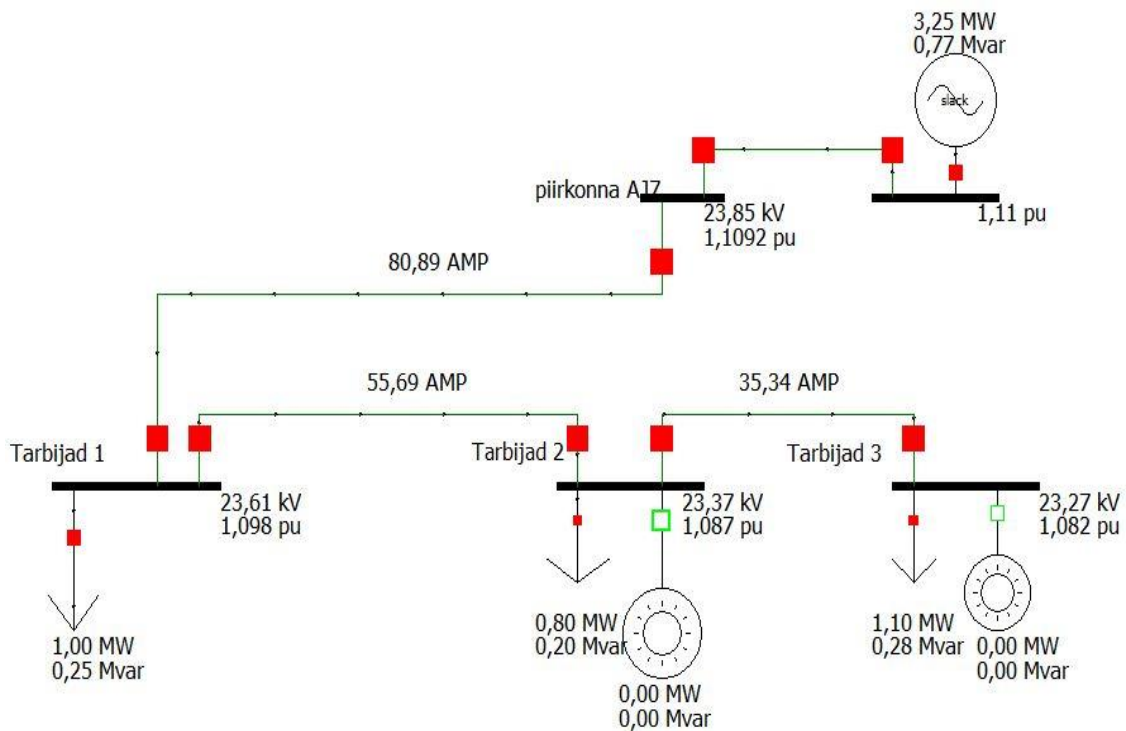 3,25 MW
0,77 Mvar
slack
piirkonna AJ7
23,85 kV
1,1092 pu
1,11 pu
80,89 AMP
55,69 AMP
35,34 AMP
Tarbijad 1
Tarbijad 2
Tarbijad 3
23,61 kV
1,098 pu
23,37 kV
1,087 pu
23,27 kV
1,082 pu
1,00 MW
0,25 Mvar
0,80 MW
0,20 Mvar
0,00 MW
0,00 Mvar
1,10 MW
0,28 Mvar
0,00 MW
0,00 Mvar